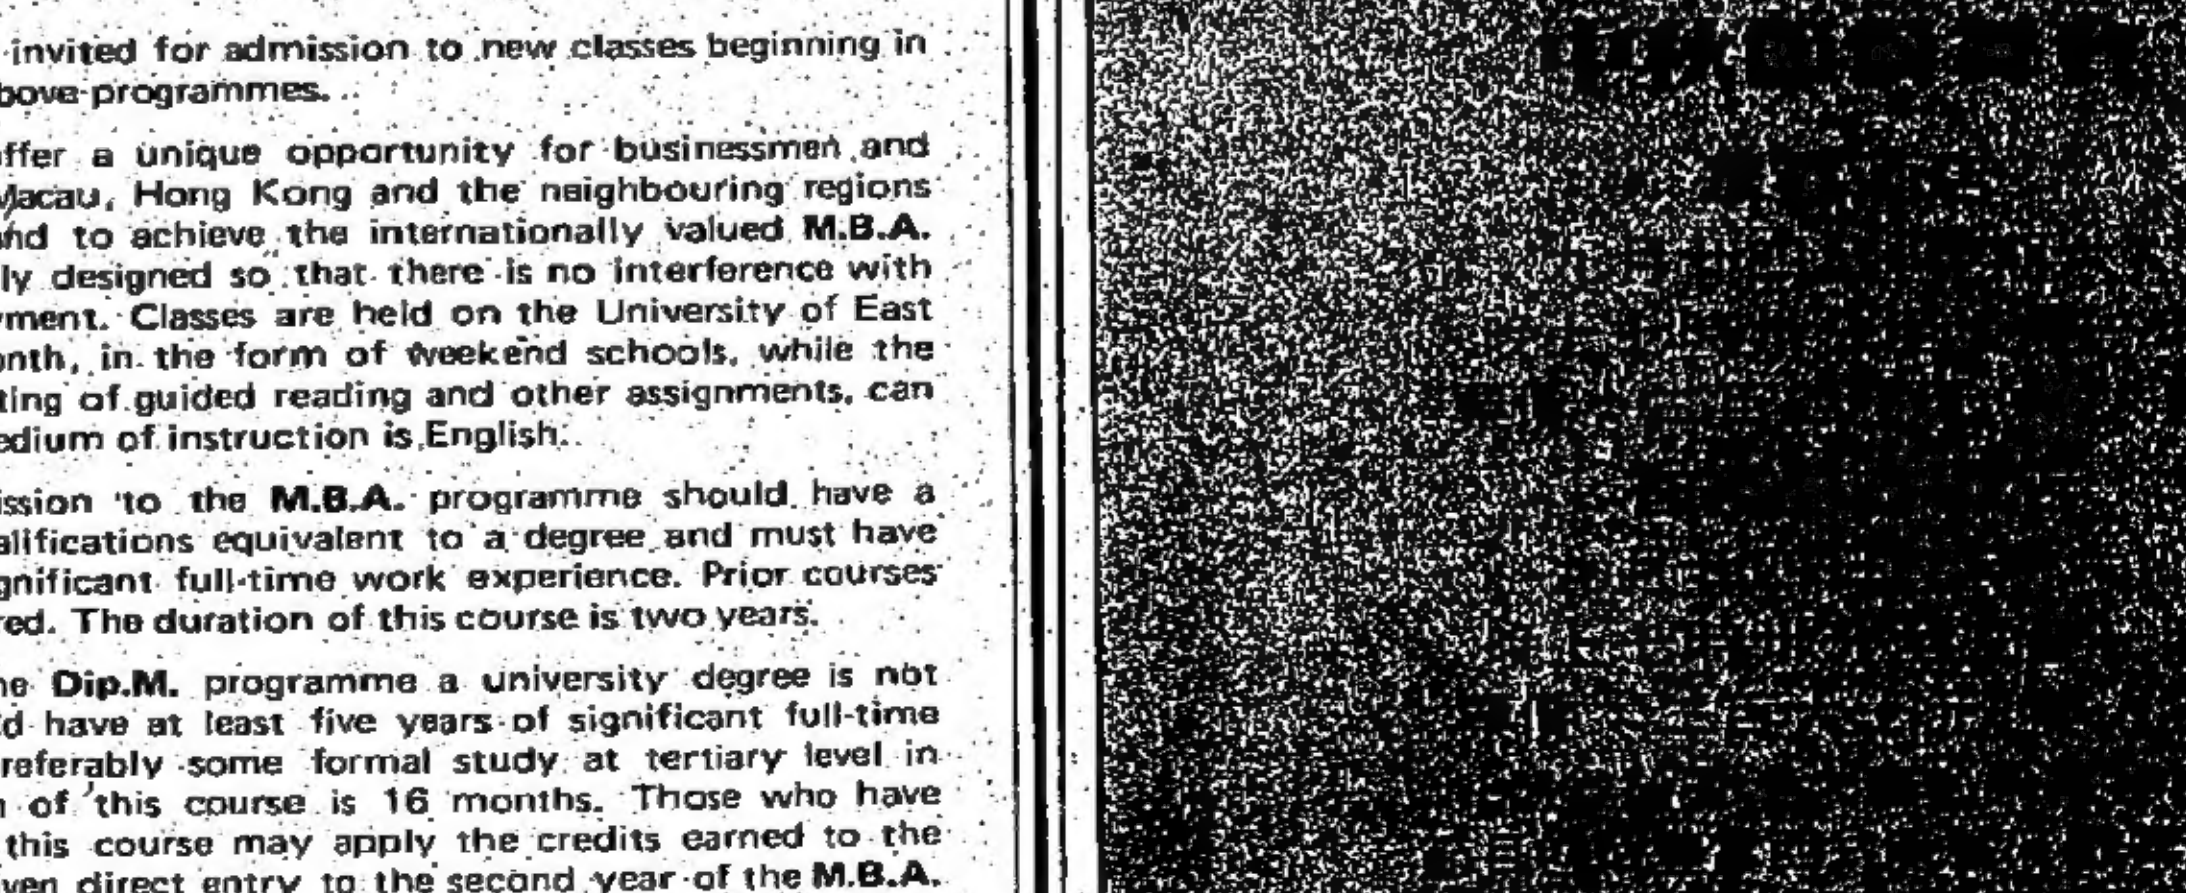 invited for admission to new classes beginning in
bove programmes.
ffer a unique opportunity for businessmen and
Macau, Hong Kong and the neighbouring regions
and to achieve the internationally valued M.B.A.
ly designed so that there is no interference with
yment. Classes are held on the University of East
onth, in the form of weekend schools, while the
ting of guided reading and other assignments, can
edium of instruction is English.
ission to the M.B.A. programme should have a
alifications equivalent to a degree and must have
gnificant full-time work experience. Prior courses
red. The duration of this course is two years.
he Dip.M. programme a university degree is not
d have at least five years of significant full-time
referably some formal study at tertiary level in
n of this course is 16 months. Those who have
this course may apply the credits earned to the
ven direct entry to the second year of the M.B.A.